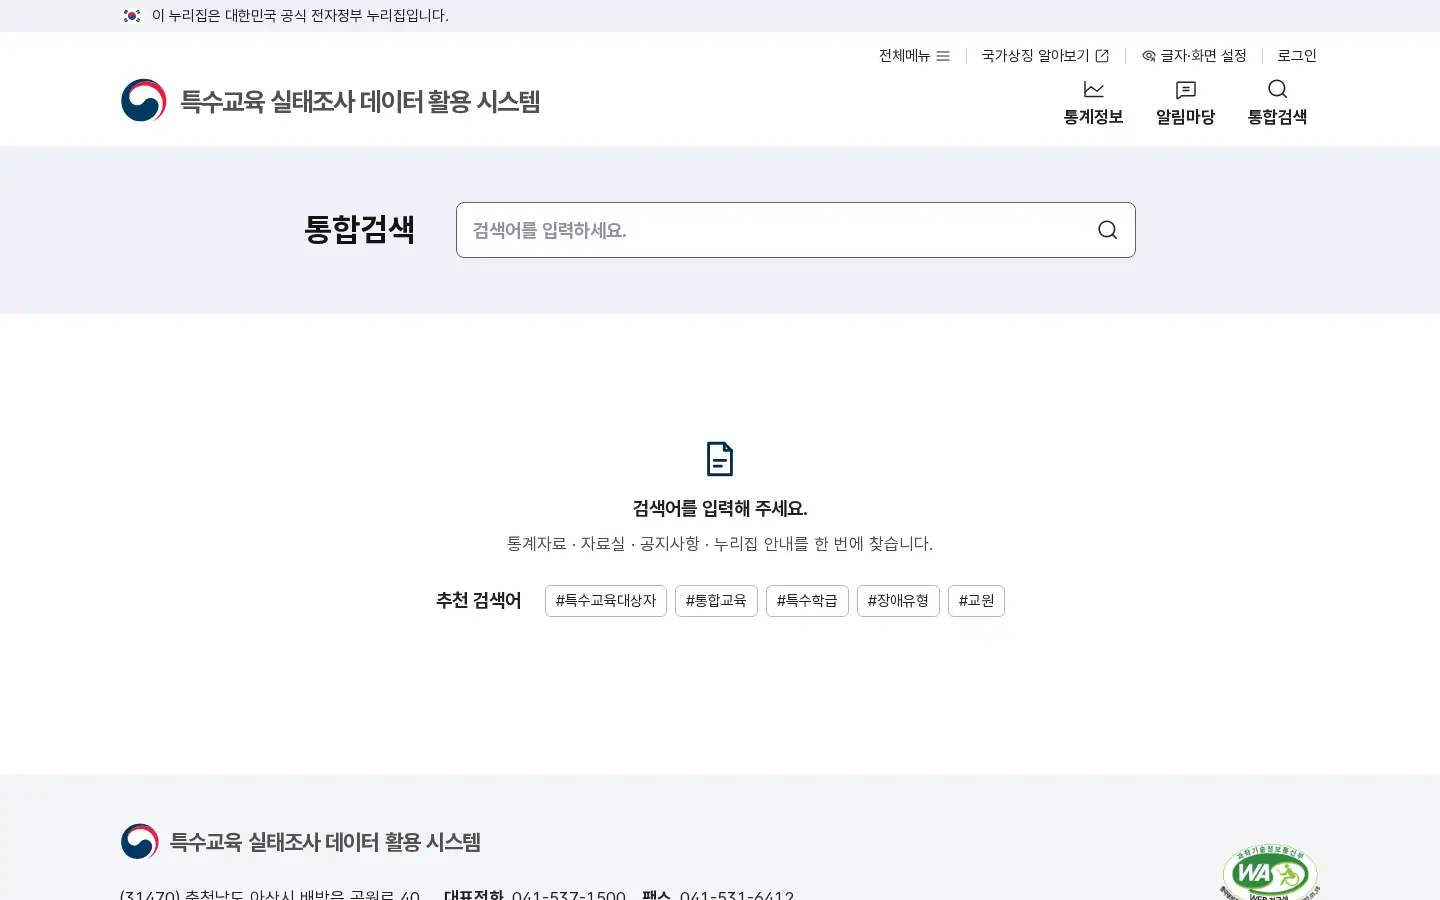 이 누리집은 대한민국 공식 전자정부 누리집입니다.
전체메뉴
국가상징 알아보기
글자·화면 설정
로그인
특수교육 실태조사 데이터 활용 시스템
통계정보
알림마당
통합검색
통합검색
검색어를 입력하세요.
검색어를 입력해 주세요.
통계자료 · 자료실 · 공지사항 · 누리집 안내를 한 번에 찾습니다.
추천 검색어
#특수교육대상자
#통합교육
#특수학급
#장애유형
#교원
특수교육 실태조사 데이터 활용 시스템
과학기술정보통신부
WA
(31470) 충청남도 아산시 배방읍 공원로 40 대표전화 041-537-1500 팩스 041-531-6412